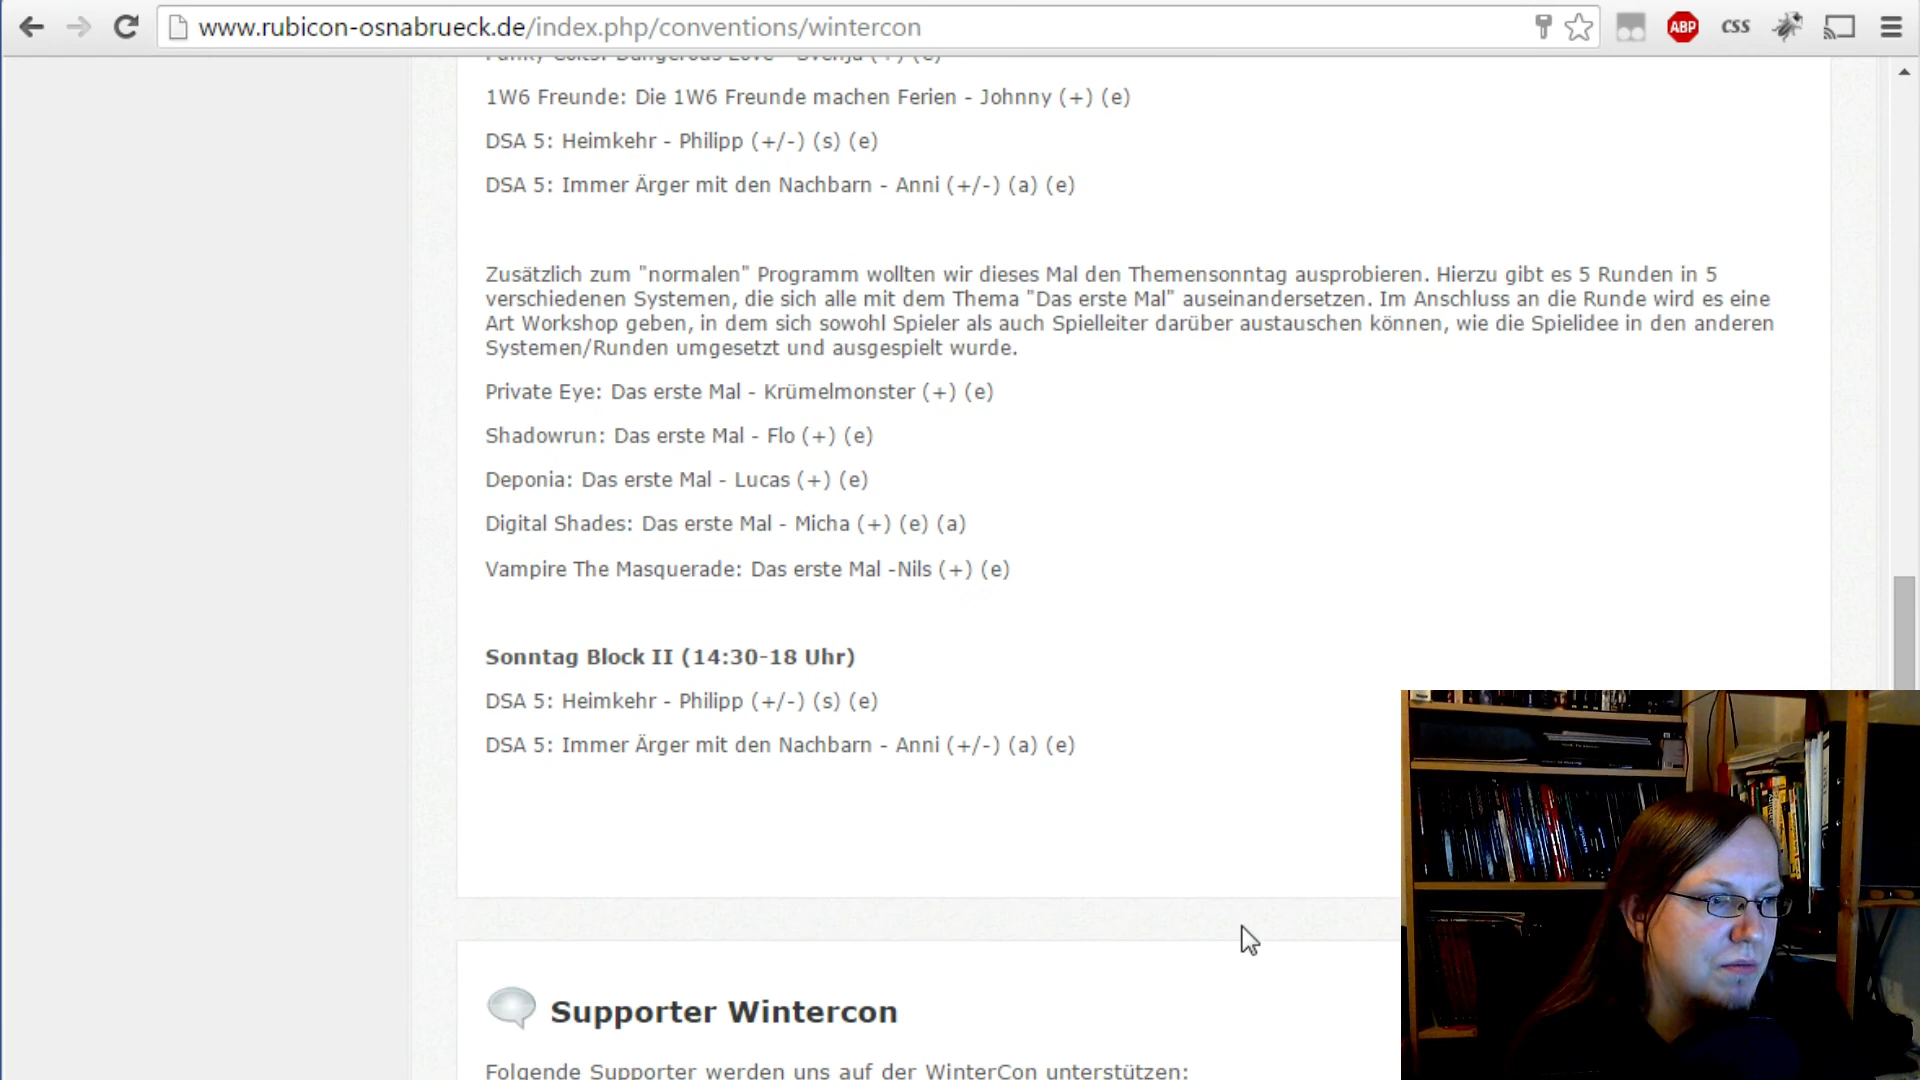 www.rubicon-osnabrueck.de/index.php/conventions/wintercon
ABP
CSS
1W6 Freunde: Die 1W6 Freunde machen Ferien - Johnny (+) (e)
DSA 5: Heimkehr - Philipp (+/-) (s) (e)
DSA 5: Immer Ärger mit den Nachbarn - Anni (+/-) (a) (e)
Zusätzlich zum "normalen" Programm wollten wir dieses Mal den Themensonntag ausprobieren. Hierzu gibt es 5 Runden in 5
verschiedenen Systemen, die sich alle mit dem Thema "Das erste Mal" auseinandersetzen. Im Anschluss an die Runde wird es eine
Art Workshop geben, in dem sich sowohl Spieler als auch Spielleiter darüber austauschen können, wie die Spielidee in den anderen
Systemen/Runden umgesetzt und ausgespielt wurde.
Private Eye: Das erste Mal - Krümelmonster (+) (e)
Shadowrun: Das erste Mal - Flo (+) (e)
Deponia: Das erste Mal - Lucas (+) (e)
Digital Shades: Das erste Mal - Micha (+) (e) (a)
Vampire The Masquerade: Das erste Mal -Nils (+) (e)
Sonntag Block II (14:30-18 Uhr)
DSA 5: Heimkehr - Philipp (+/-) (s) (e)
DSA 5: Immer Ärger mit den Nachbarn - Anni (+/-) (a) (e)
Supporter Wintercon
Folgende Supporter werden uns auf der WinterCon unterstützen: